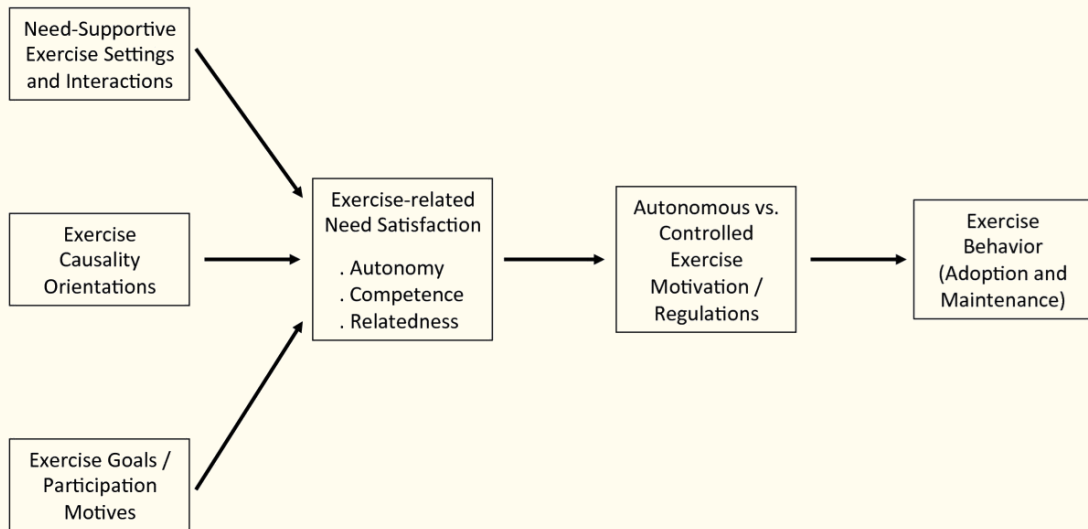 Need-Supportive
Exercise Settings
and Interactions
Exercise
Causality
Orientations
Exercise Goals /
Participation
Motives
Exercise-related
Need Satisfaction
. Autonomy
. Competence
. Relatedness
Autonomous vs.
Controlled
Exercise
Motivation /
Regulations
Exercise
Behavior
(Adoption and
Maintenance)